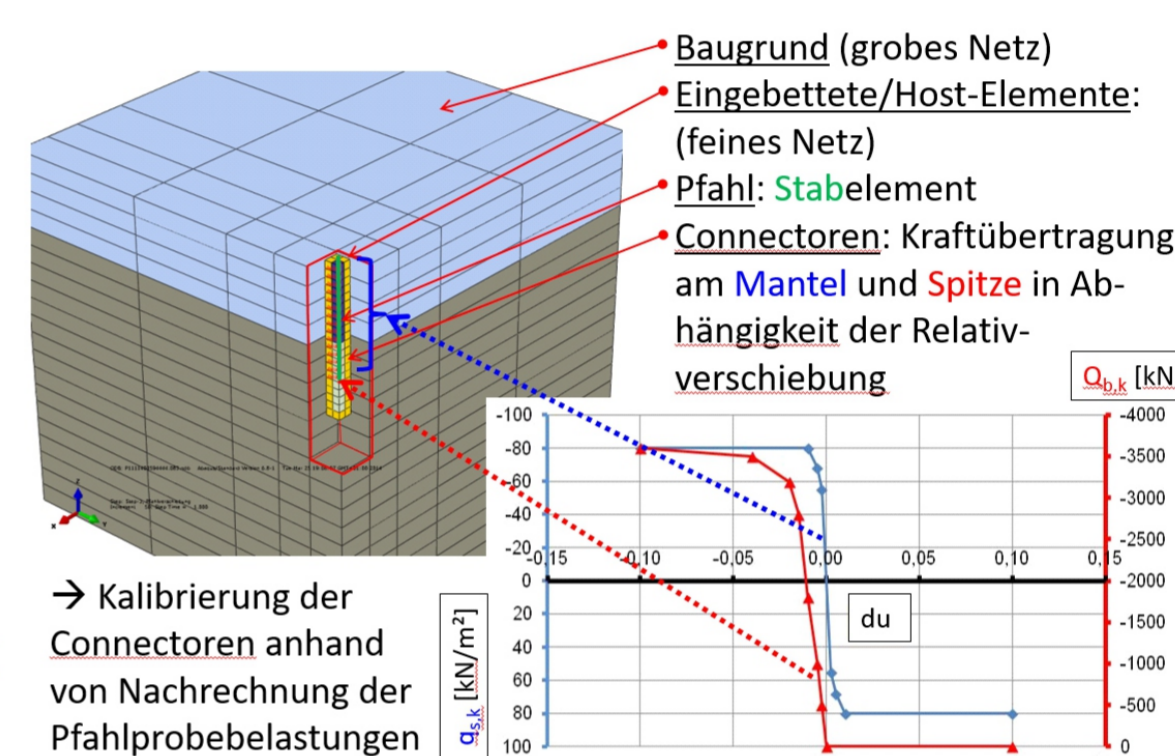 Baugrund (grobes Netz)
Eingebettete/Host-Elemente:
(feines Netz)
Pfahl: Stabelement
Connectoren: Kraftübertragung
am Mantel und Spitze in Ab-
hängigkeit der Relativ-
verschiebung
Q_b,k [kN
-100
-80
-60
-40
-20
0
20
40
60
80
100
-0,15
-0,10
-0,05
0,00
0,05
0,10
0,15
-4000
-3500
-3000
-2500
-2000
-1500
-1000
-500
0
du
q_s,k [kN/m²]
→ Kalibrierung der
Connectoren anhand
von Nachrechnung der
Pfahlprobebelastungen
z
x
Y